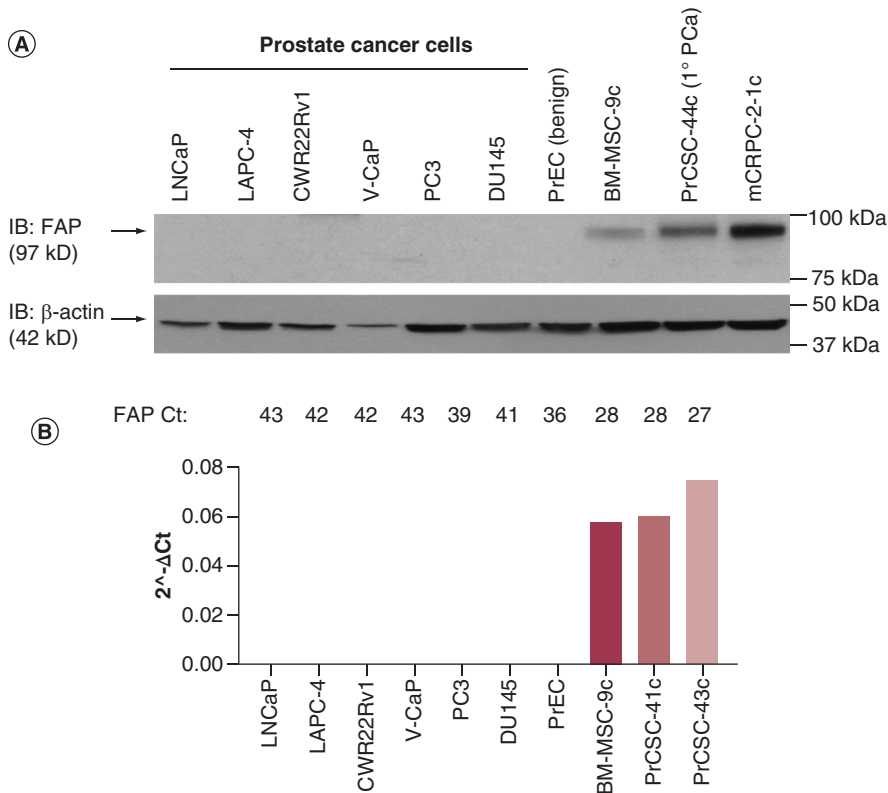 A
Prostate cancer cells
LNCaP
LAPC-4
CWR22Rv1
V-CaP
PC3
DU145
PrEC (benign)
BM-MSC-9c
PrCSC-44c (1° PCa)
mCRPC-2-1c
IB: FAP
(97 kD)
100 kDa
75 kDa
IB: β-actin
(42 kD)
50 kDa
37 kDa
B
FAP Ct: 43 42 42 43 39 41 36 28 28 27
2^-ΔCt
0.08
0.06
0.04
0.02
0.00
LNCaP
LAPC-4
CWR22Rv1
V-CaP
PC3
DU145
PrEC
BM-MSC-9c
PrCSC-41c
PrCSC-43c